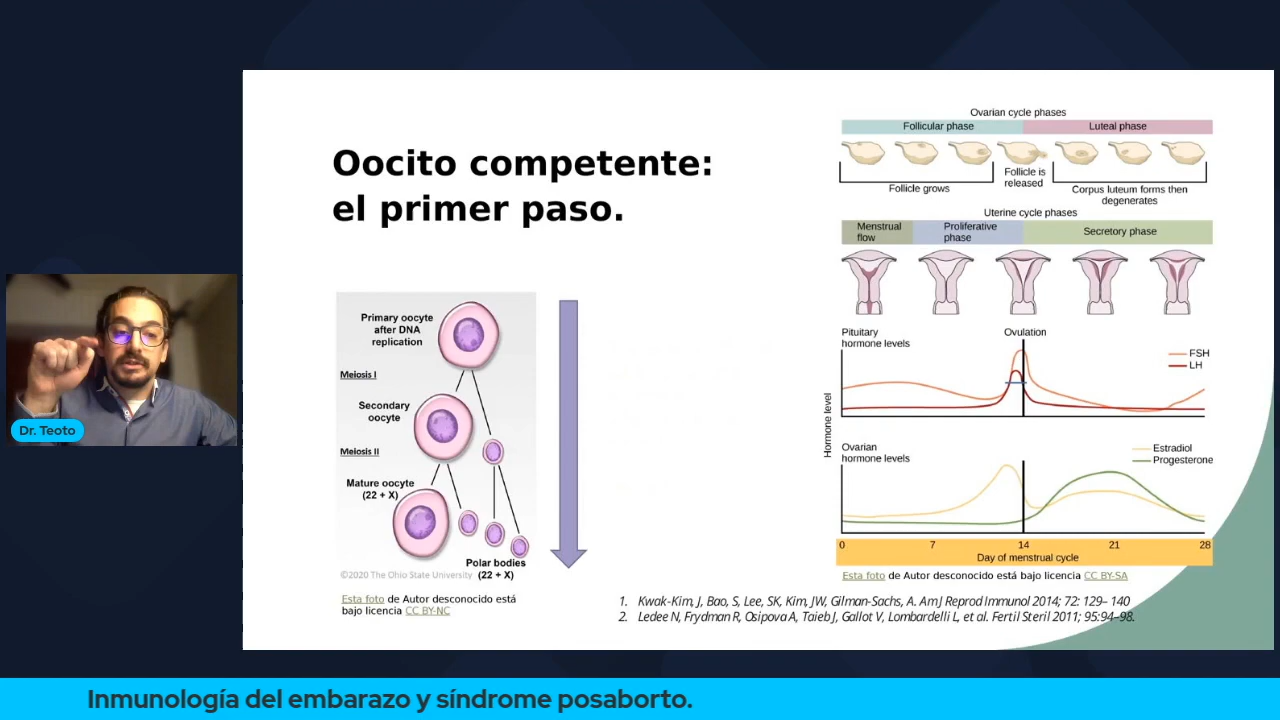 Oocito competente:
el primer paso.
Primary oocyte
after DNA
replication
Meiosis I
Secondary
oocyte
Meiosis II
Mature oocyte
(22 + X)
Polar bodies
©2020 The Ohio State University (22 + X)
Esta foto de Autor desconocido está
bajo licencia CC BY-NC
Ovarian cycle phases
Follicular phase Luteal phase
Follicle grows
Follicle is
released
Corpus luteum forms then
degenerates
Uterine cycle phases
Menstrual
flow
Proliferative
phase
Secretory phase
Pituitary
hormone levels
Ovulation
FSH
LH
Hormone level
Ovarian
hormone levels
Estradiol
Progesterone
0 7 14 21 28
Day of menstrual cycle
Esta foto de Autor desconocido está bajo licencia CC BY-SA
1. Kwak-Kim, J, Bao, S, Lee, SK, Kim, JW, Gilman-Sachs, A. Am J Reprod Immunol 2014; 72: 129– 140
2. Ledee N, Frydman R, Osipova A, Taieb J, Gallot V, Lombardelli L, et al. Fertil Steril 2011; 95:94–98.
Dr. Teoto
Inmunología del embarazo y síndrome posaborto.